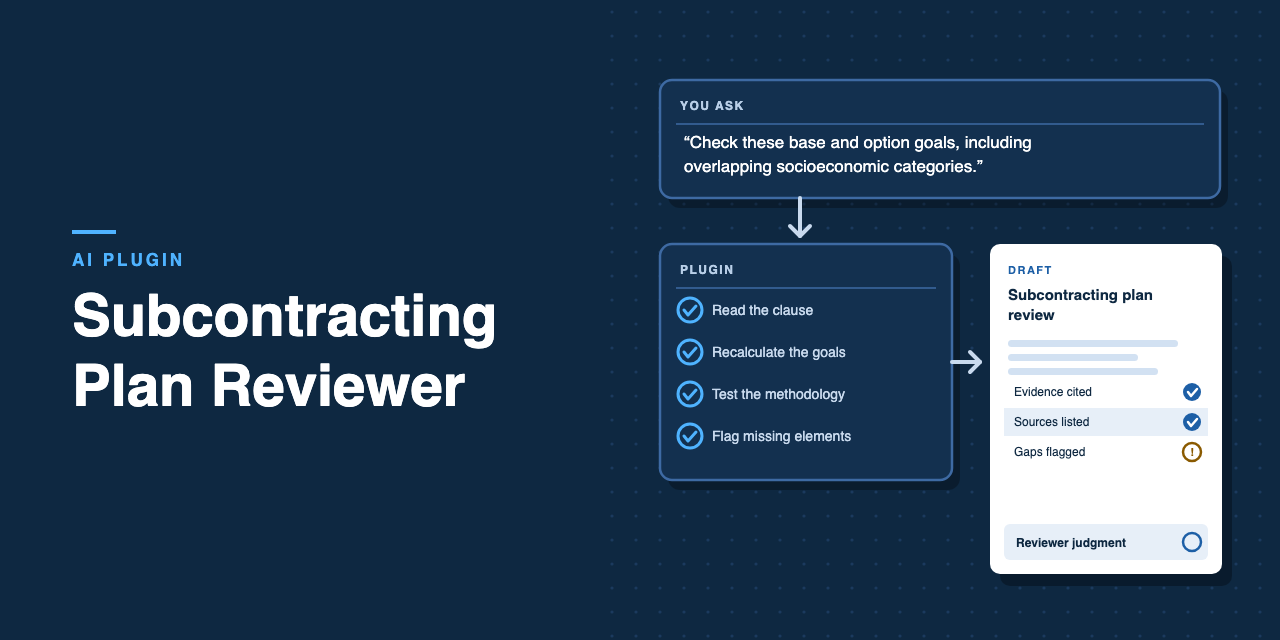 AI PLUGIN
Subcontracting
Plan Reviewer
YOU ASK
“Check these base and option goals, including
overlapping socioeconomic categories.”
PLUGIN
Read the clause
Recalculate the goals
Test the methodology
Flag missing elements
DRAFT
Subcontracting plan
review
Evidence cited
Sources listed
Gaps flagged
!
Reviewer judgment